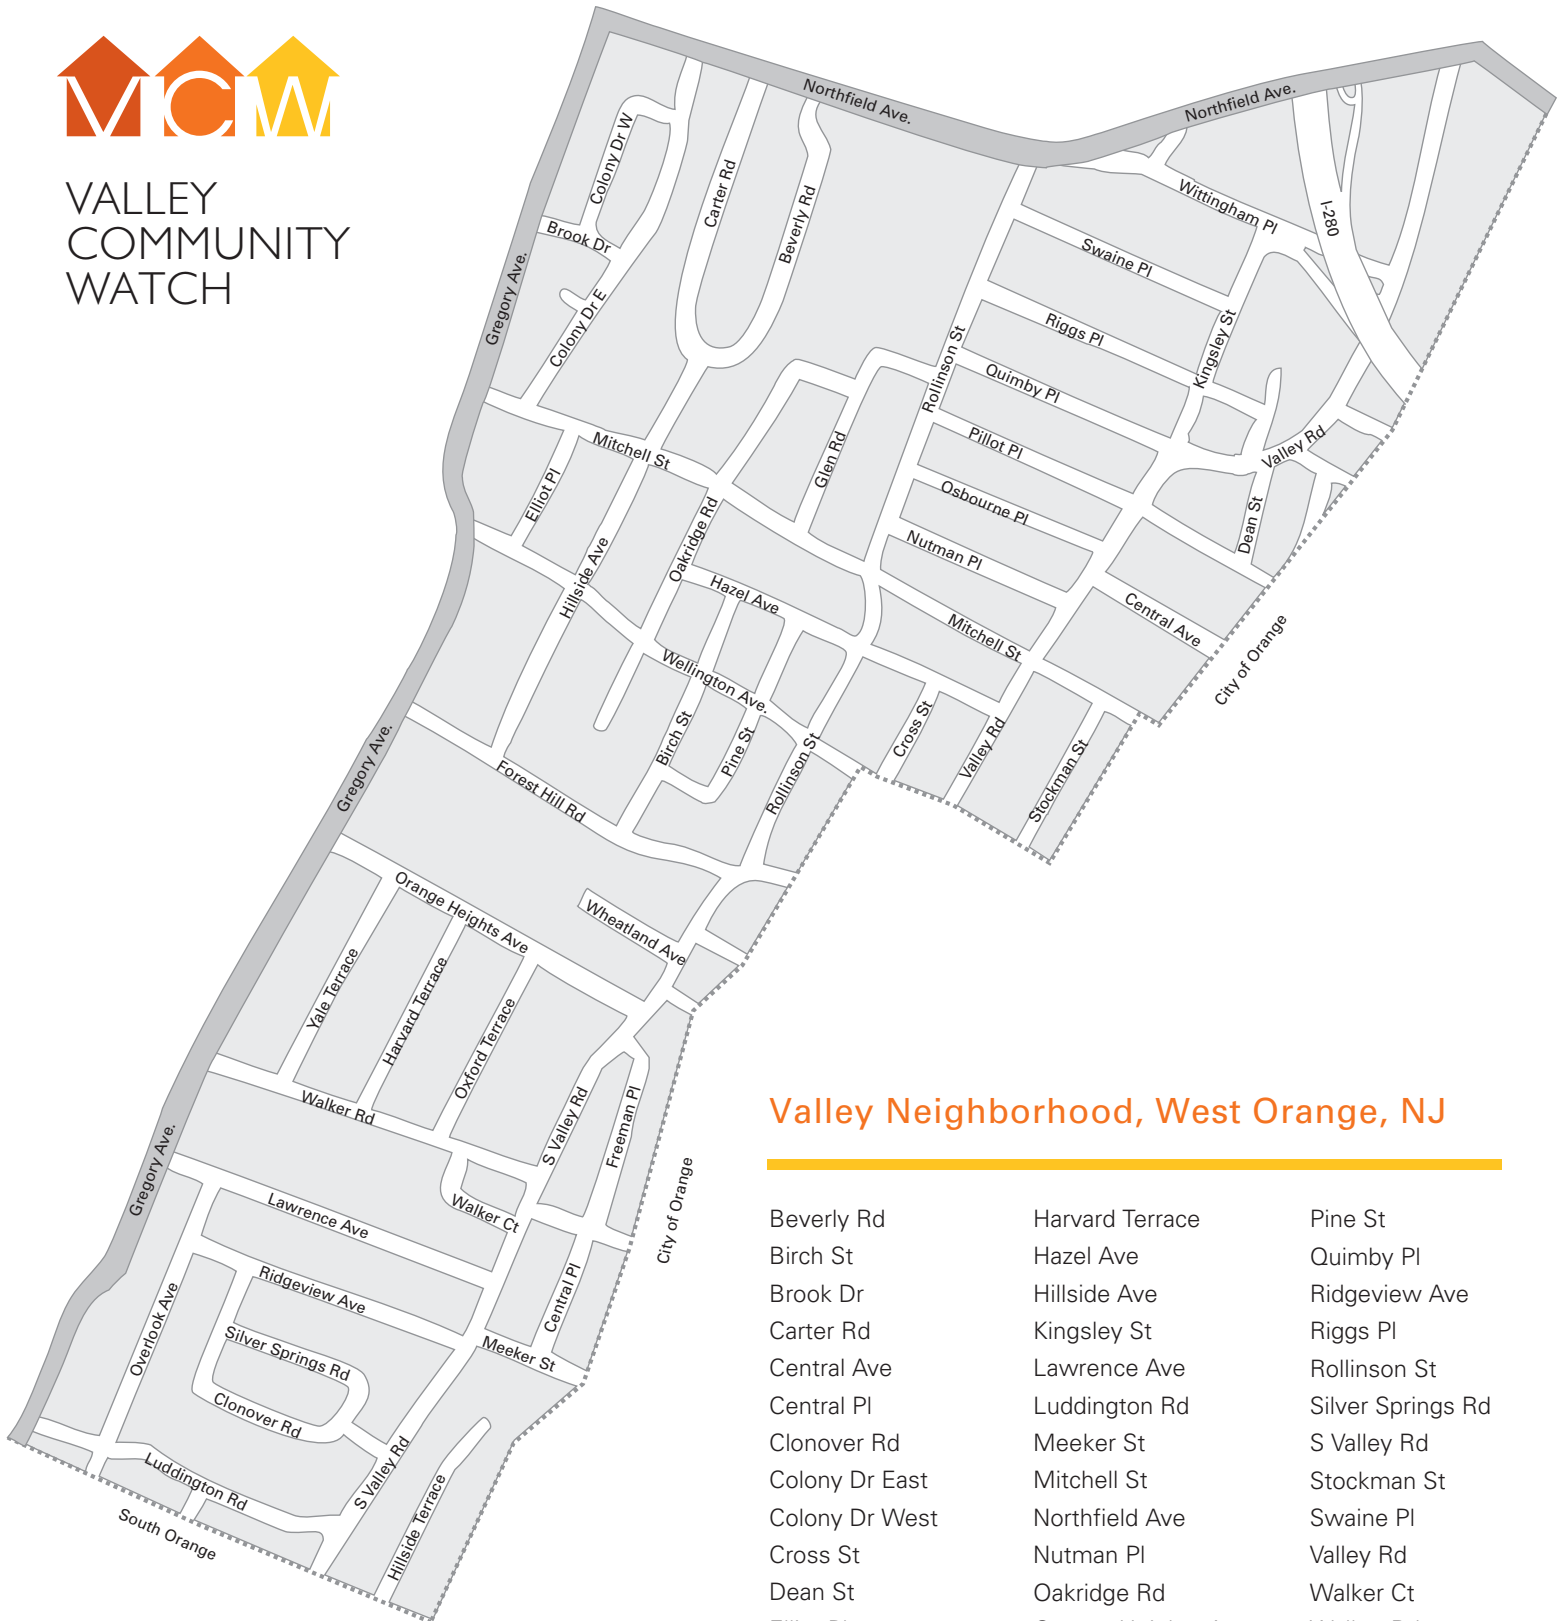 VCW
VALLEY
COMMUNITY
WATCH
Northfield Ave.
Northfield Ave.
Colony Dr W
Carter Rd
Beverly Rd
Brook Dr
Colony Dr E
Gregory Ave.
Wittingham Pl
I-280
Swaine Pl
Riggs Pl
Kingsley St
Rollinson St
Quimby Pl
Pillot Pl
Valley Rd
Osbourne Pl
Dean St
Nutman Pl
Mitchell St
Glen Rd
Elliot Pl
Oakridge Rd
Hillside Ave
Hazel Ave
Mitchell St
Central Ave
City of Orange
Wellington Ave.
Birch St
Pine St
Rollinson St
Cross St
Valley Rd
Stockman St
Gregory Ave.
Forest Hill Rd
Orange Heights Ave
Wheatland Ave
Yale Terrace
Harvard Terrace
Oxford Terrace
Walker Rd
S Valley Rd
Freeman Pl
Gregory Ave.
Walker Ct
City of Orange
Lawrence Ave
Ridgeview Ave
Central Pl
Overlook Ave
Silver Springs Rd
Meeker St
Clonover Rd
Luddington Rd
S Valley Rd
Hillside Terrace
South Orange
Valley Neighborhood, West Orange, NJ
Beverly Rd
Birch St
Brook Dr
Carter Rd
Central Ave
Central Pl
Clonover Rd
Colony Dr East
Colony Dr West
Cross St
Dean St
Harvard Terrace
Hazel Ave
Hillside Ave
Kingsley St
Lawrence Ave
Luddington Rd
Meeker St
Mitchell St
Northfield Ave
Nutman Pl
Oakridge Rd
Pine St
Quimby Pl
Ridgeview Ave
Riggs Pl
Rollinson St
Silver Springs Rd
S Valley Rd
Stockman St
Swaine Pl
Valley Rd
Walker Ct